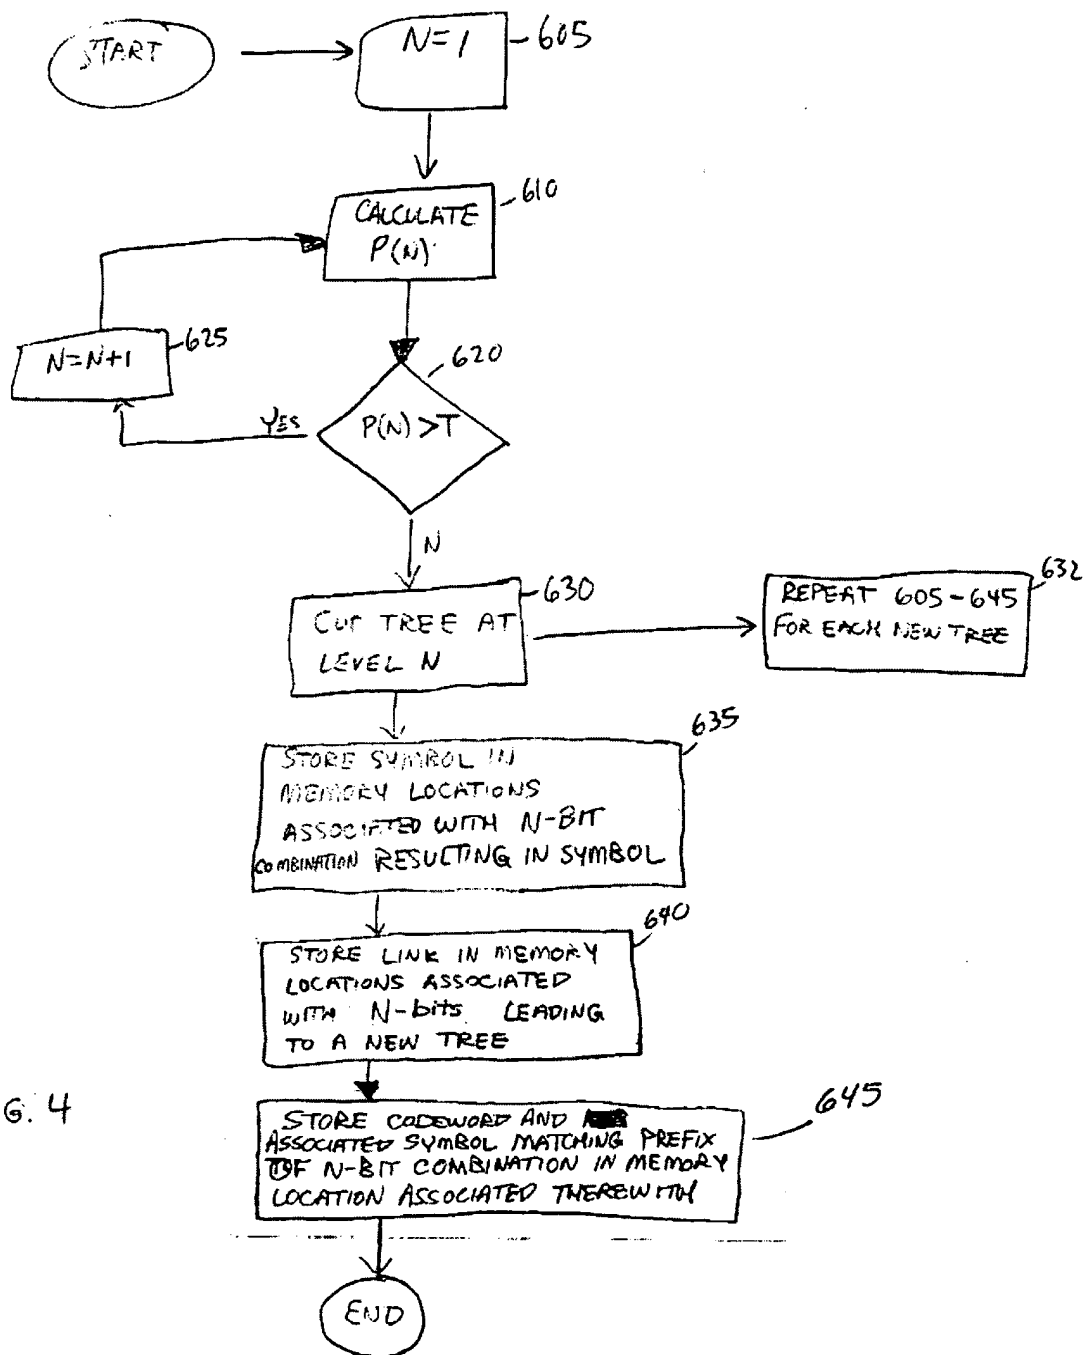 START
N=1
605
CALCULATE
P(N)
610
N=N+1
625
620
P(N)>T
YES
N
CUT TREE AT
LEVEL N
630
REPEAT 605-645
FOR EACH NEW TREE
632
STORE SYMBOL IN
MEMORY LOCATIONS
ASSOCIATED WITH N-BIT
COMBINATION RESULTING IN SYMBOL
635
STORE LINK IN MEMORY
LOCATIONS ASSOCIATED
WITH N-bits LEADING
TO A NEW TREE
640
G. 4
STORE CODEWORD AND
ASSOCIATED SYMBOL MATCHING PREFIX
OF N-BIT COMBINATION IN MEMORY
LOCATION ASSOCIATED THEREWITH
645
END